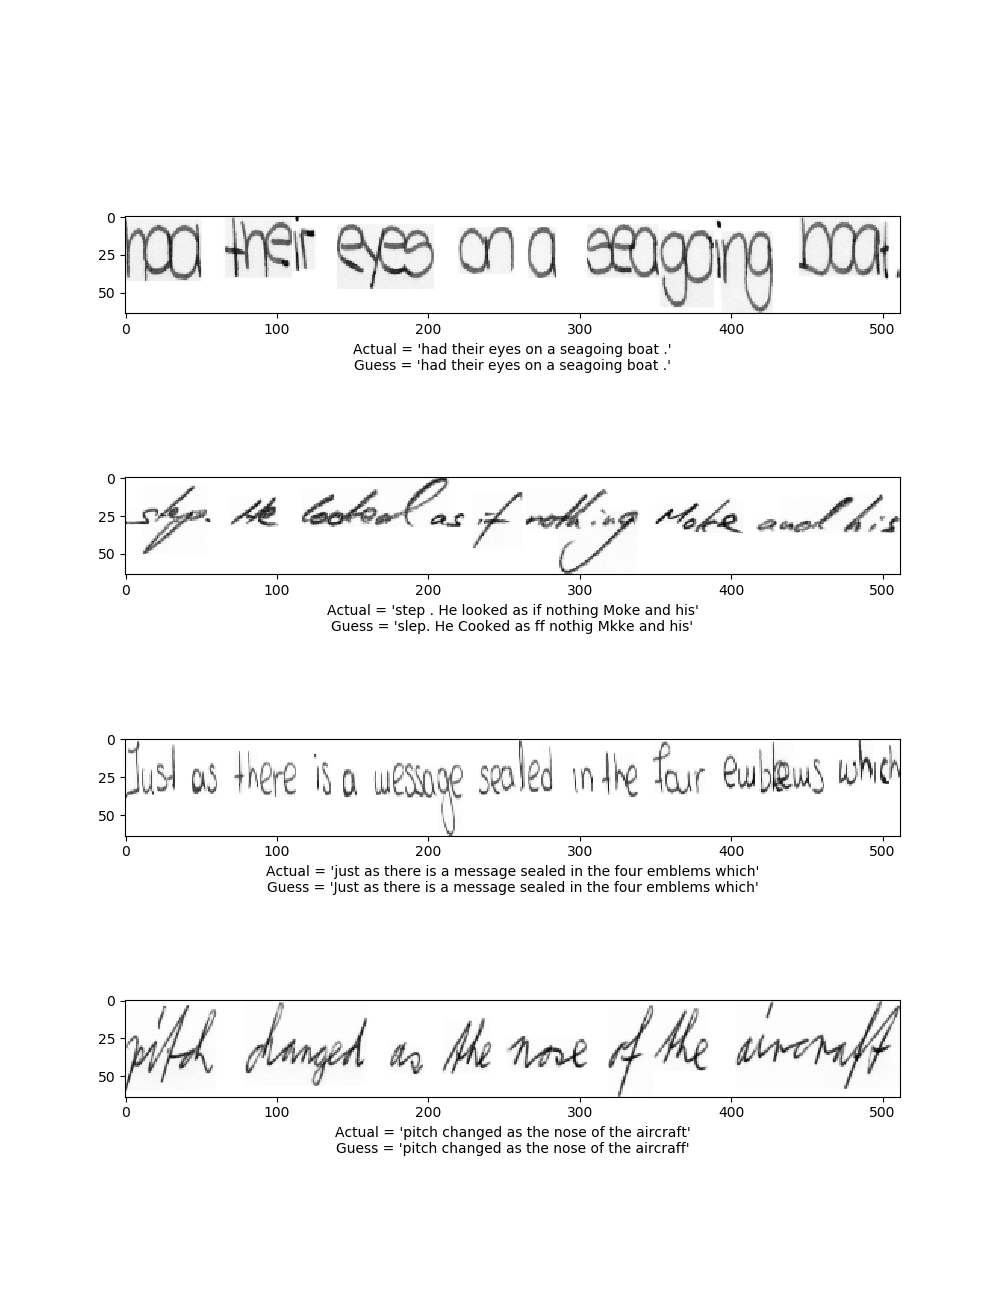 0
25
50
had their eyes on a seagoing boat.
0 100 200 300 400 500
Actual = 'had their eyes on a seagoing boat .'
Guess = 'had their eyes on a seagoing boat .'
0
25
50
step. He looked as if nothing Moke and his
0 100 200 300 400 500
Actual = 'step . He looked as if nothing Moke and his'
Guess = 'slep. He Cooked as ff nothig Mkke and his'
0
25
50
Just as there is a message sealed in the four emblems which
0 100 200 300 400 500
Actual = 'just as there is a message sealed in the four emblems which'
Guess = 'Just as there is a message sealed in the four emblems which'
0
25
50
pitch changed as the nose of the aircraft
0 100 200 300 400 500
Actual = 'pitch changed as the nose of the aircraft'
Guess = 'pitch changed as the nose of the aircraff'